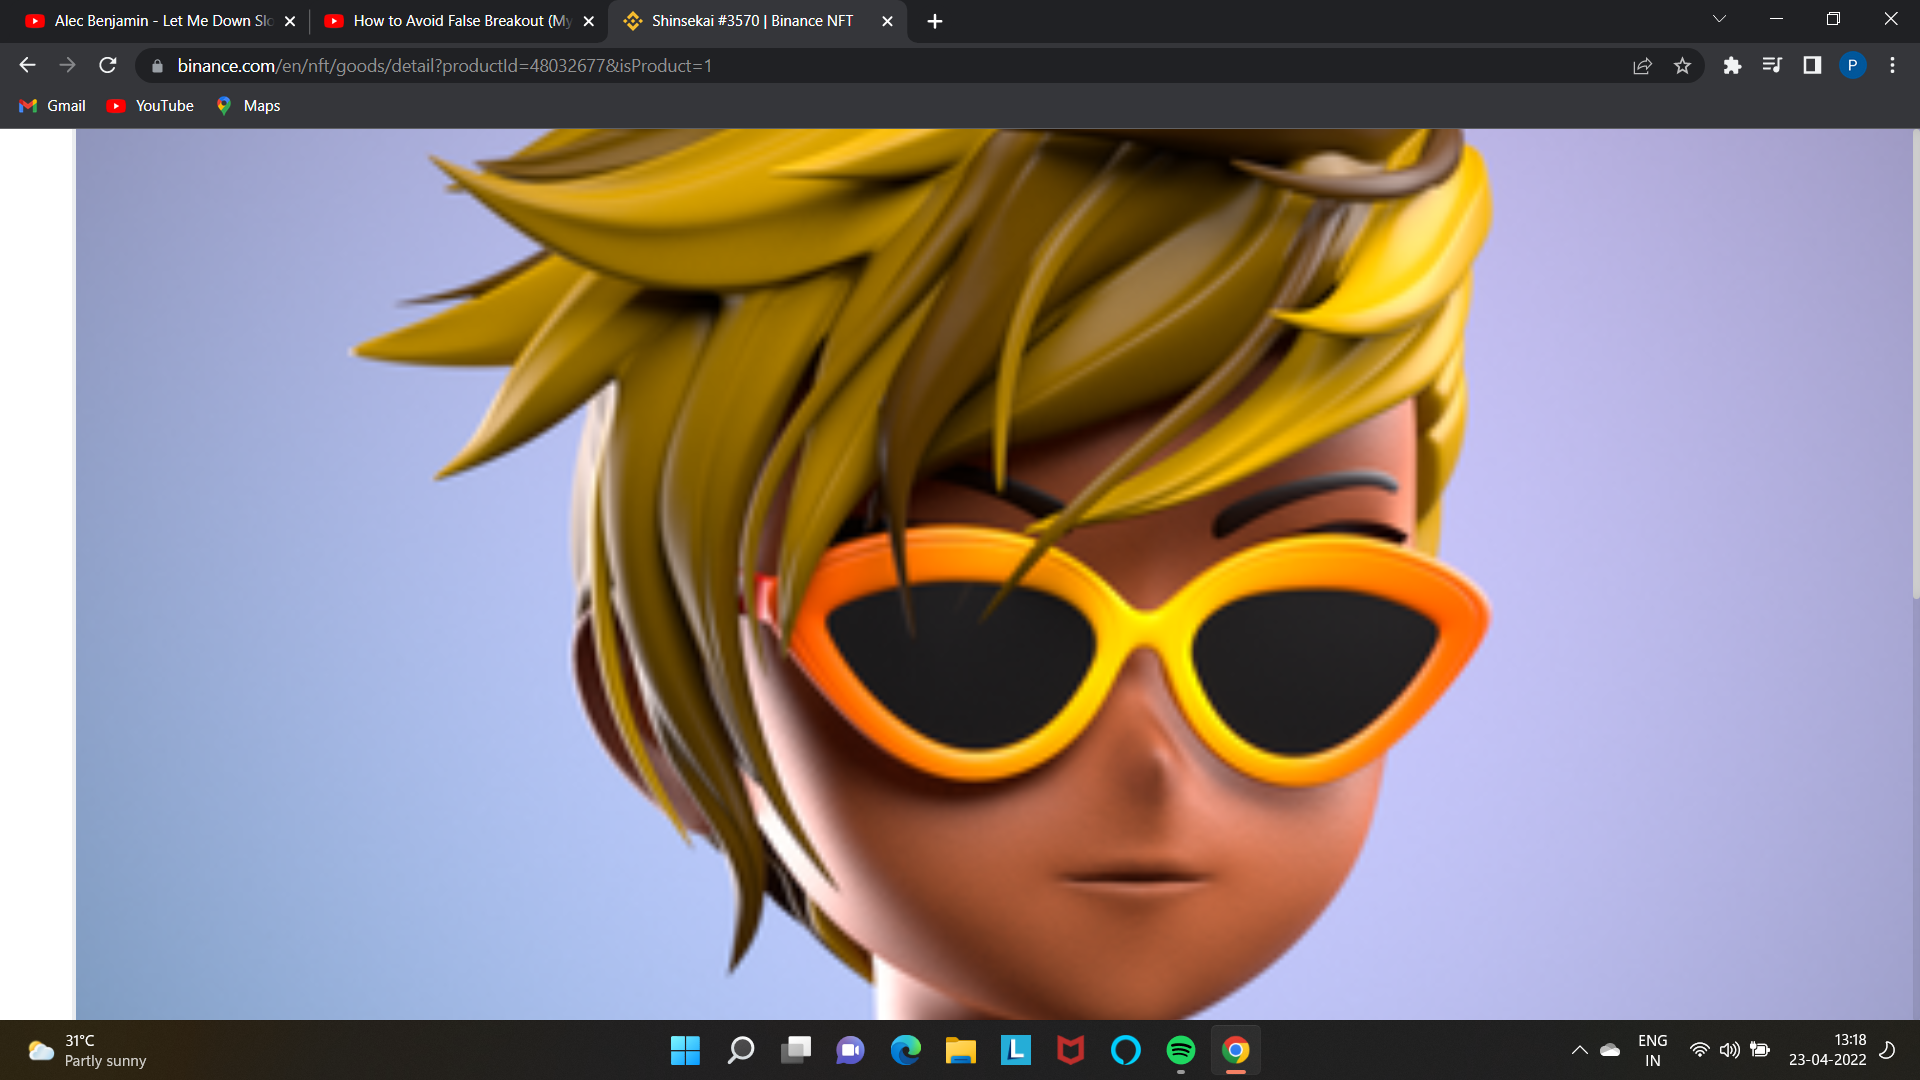 Alec Benjamin - Let Me Down Slo
How to Avoid False Breakout (My
Shinsekai #3570 | Binance NFT
binance.com/en/nft/goods/detail?productId=48032677&isProduct=1
P
Gmail
YouTube
Maps
31°C
Partly sunny
L
ENG
IN
13:18
23-04-2022